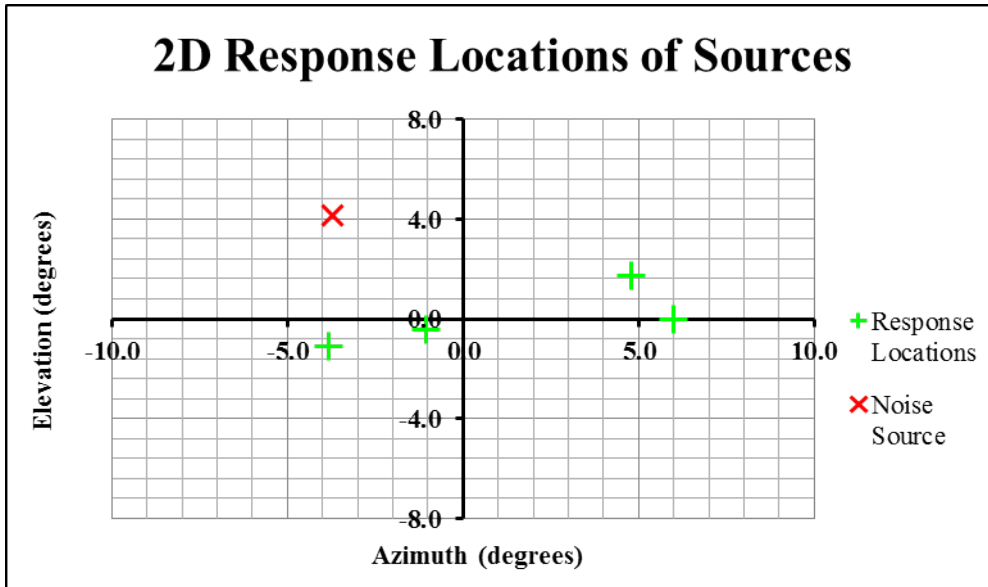 2D Response Locations of Sources
8.0
4.0
0.0
-10.0 -5.0 0.0 5.0 10.0
-4.0
-8.0
Elevation (degrees)
Azimuth (degrees)
Response
Locations
Noise
Source